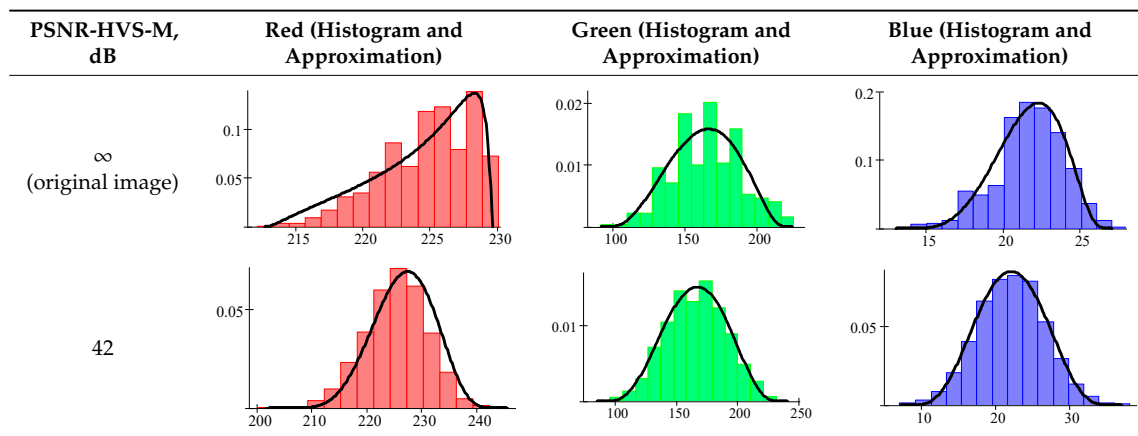 PSNR-HVS-M, dB
Red (Histogram and Approximation)
Green (Histogram and Approximation)
Blue (Histogram and Approximation)
∞ (original image)
0.1
0.05
215 220 225 230
0.02
0.01
100 150 200
0.2
0.1
15 20 25
42
0.05
200 210 220 230 240
0.01
100 150 200 250
0.05
10 20 30